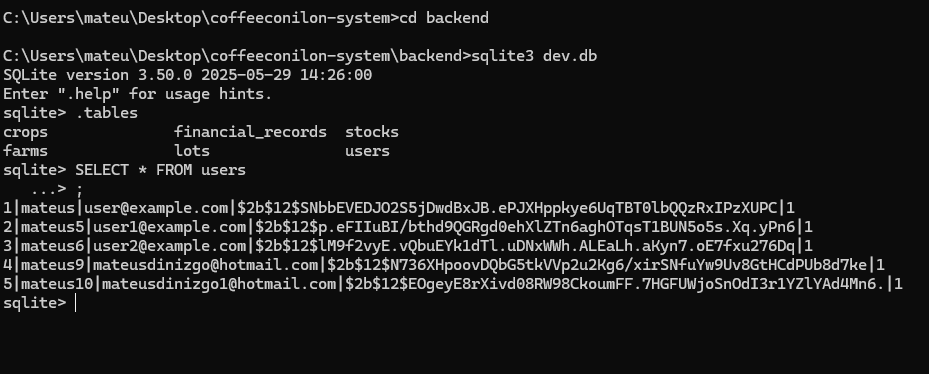 C:\Users\mateu\Desktop\coffeeconilon-system>cd backend
C:\Users\mateu\Desktop\coffeeconilon-system\backend>sqlite3 dev.db
SQLite version 3.50.0 2025-05-29 14:26:00
Enter ".help" for usage hints.
sqlite> .tables
crops              financial_records  stocks
farms              lots               users
sqlite> SELECT * FROM users
   ...> ;
1|mateus|user@example.com|$2b$12$SNbbEVEDJO2S5jDwdBxJB.ePJXHppkye6UqTBT0lbQQzRxIPzXUPC|1
2|mateus5|user1@example.com|$2b$12$p.eFIIuBI/bthd9QGRgd0ehXlZTn6aghOTqsT1BUN5o5s.Xq.yPn6|1
3|mateus6|user2@example.com|$2b$12$lM9f2vyE.vQbuEYk1dTl.uDNxWWh.ALEaLh.aKyn7.oE7fxu276Dq|1
4|mateus9|mateusdinizgo@hotmail.com|$2b$12$N736XHpoovDQbG5tkVVp2u2Kg6/xirSNfuYw9Uv8GtHCdPUb8d7ke|1
5|mateus10|mateusdinizgo1@hotmail.com|$2b$12$EOgeyE8rXivd08RW98CkoumFF.7HGFUWjoSnOdI3r1YZlYAd4Mn6.|1
sqlite>